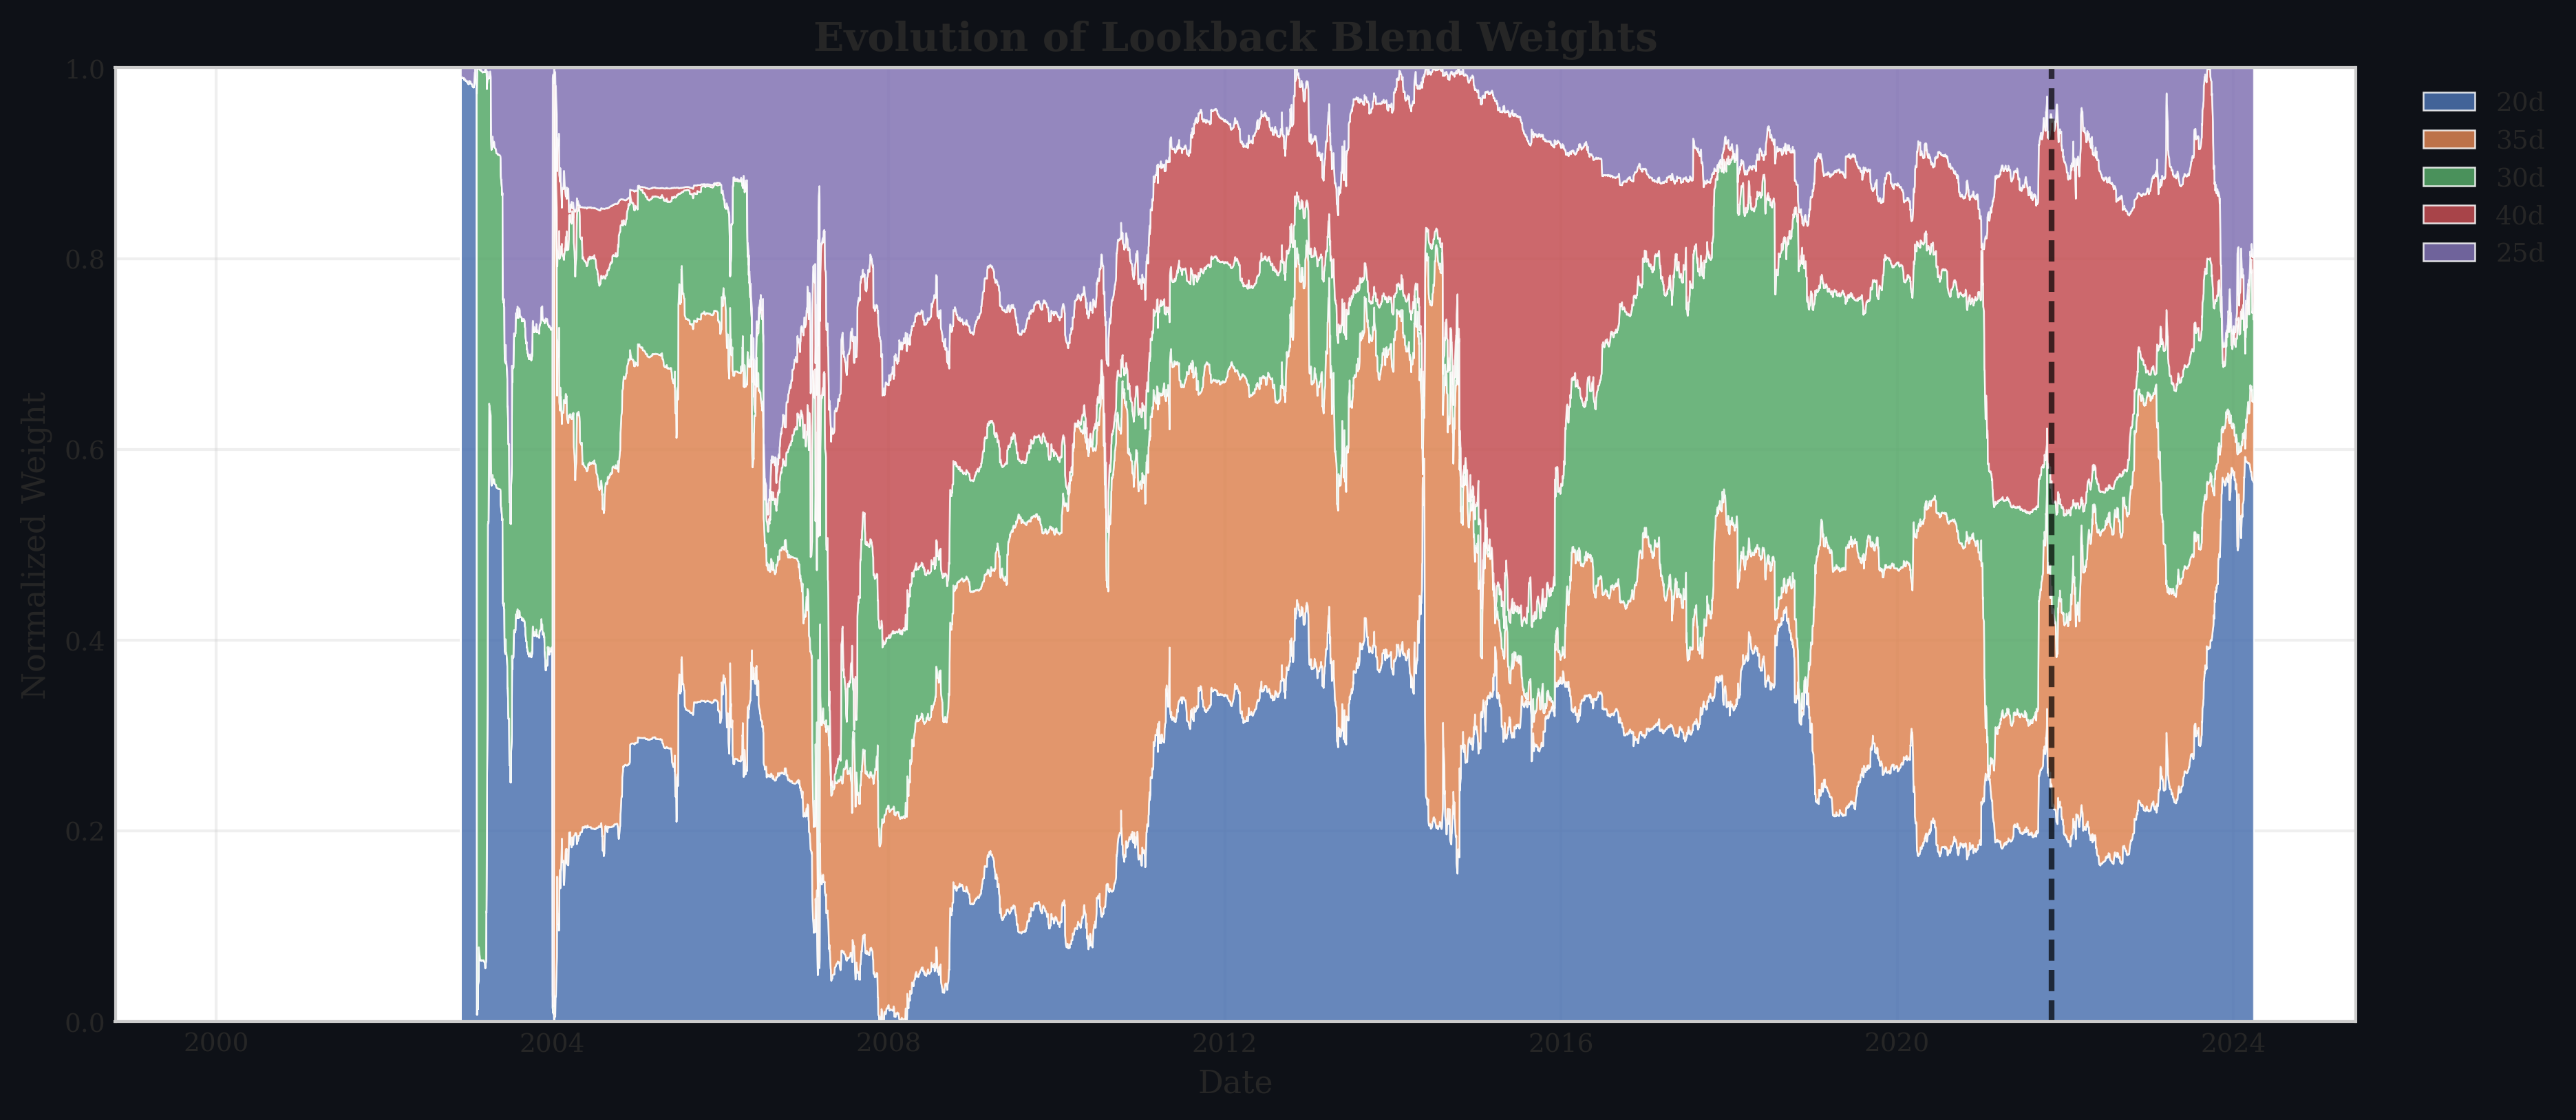 Evolution of Lookback Blend Weights
1.0
0.8
0.6
0.4
0.2
0.0
Normalized Weight
2000
2004
2008
2012
2016
2020
2024
Date
20d
35d
30d
40d
25d